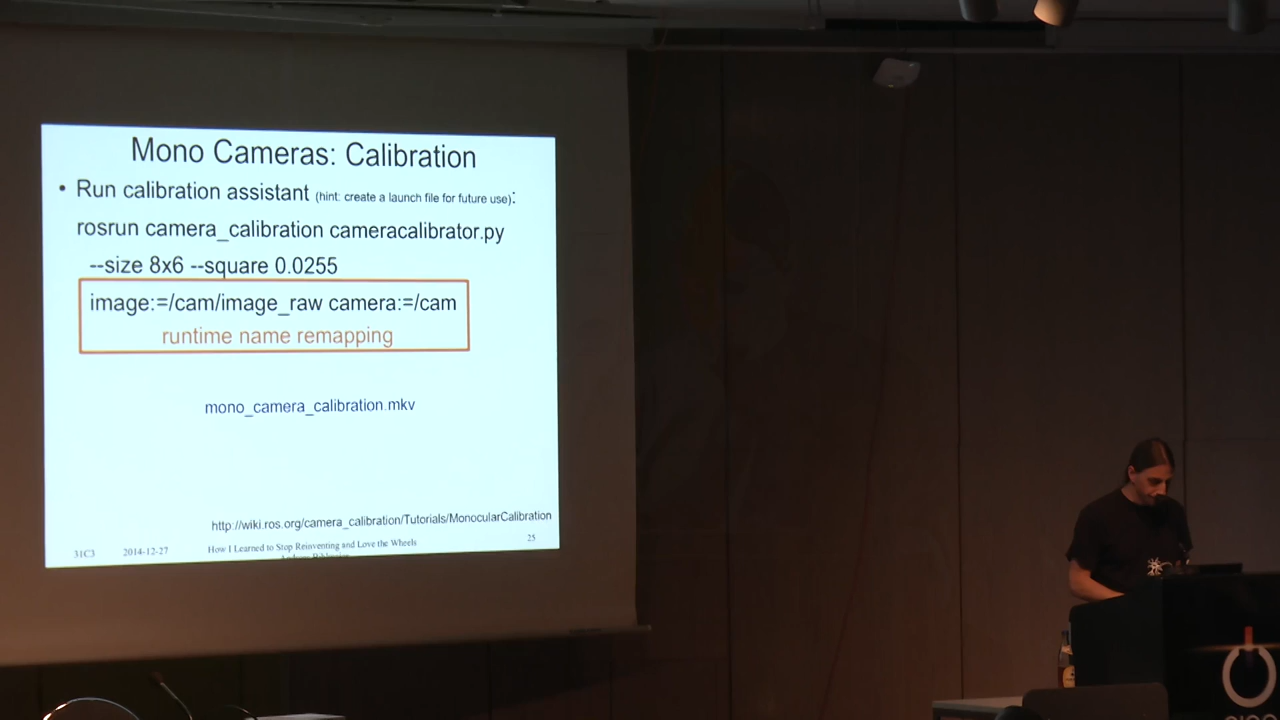 Mono Cameras: Calibration
• Run calibration assistant (hint: create a launch file for future use):
rosrun camera_calibration cameracalibrator.py
--size 8x6 --square 0.0255
image:=/cam/image_raw camera:=/cam
runtime name remapping
mono_camera_calibration.mkv
http://wiki.ros.org/camera_calibration/Tutorials/MonocularCalibration
31C3 2014-12-27 How I Learned to Stop Reinventing and Love the Wheels 25